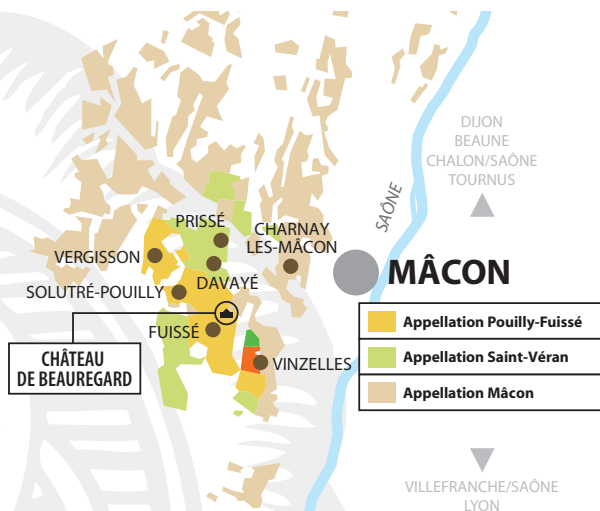 DIJON
BEAUNE
CHALON/SAÔNE
TOURNUS
SAÔNE
PRISSÉ
CHARNAY
LES-MÂCON
VERGISSON
MÂCON
DAVAYÉ
SOLUTRÉ-POUILLY
FUISSÉ
CHÂTEAU
DE BEAUREGARD
VINZELLES
Appellation Pouilly-Fuissé
Appellation Saint-Véran
Appellation Mâcon
VILLEFRANCHE/SAÔNE
LYON